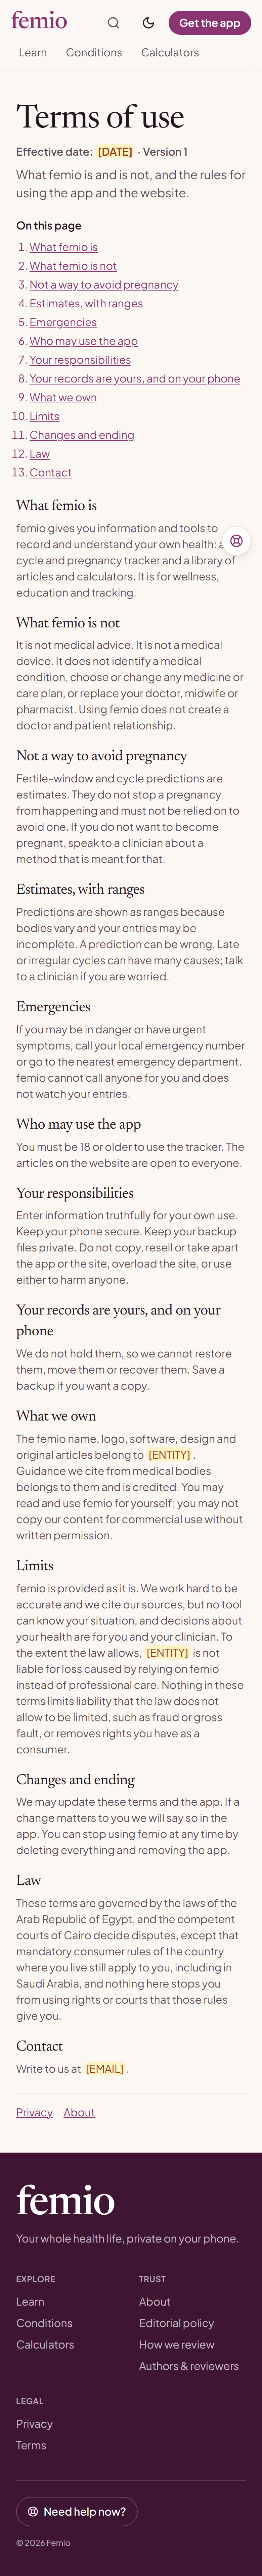 femio
Get the app
Learn
Conditions
Calculators
Terms of use
Effective date: [DATE] · Version 1
What femio is and is not, and the rules for
using the app and the website.
On this page
1. What femio is
2. What femio is not
3. Not a way to avoid pregnancy
4. Estimates, with ranges
5. Emergencies
6. Who may use the app
7. Your responsibilities
8. Your records are yours, and on your phone
9. What we own
10. Limits
11. Changes and ending
12. Law
13. Contact
What femio is
femio gives you information and tools to
record and understand your own health: a
cycle and pregnancy tracker and a library of
articles and calculators. It is for wellness,
education and tracking.
What femio is not
It is not medical advice. It is not a medical
device. It does not identify a medical
condition, choose or change any medicine or
care plan, or replace your doctor, midwife or
pharmacist. Using femio does not create a
doctor and patient relationship.
Not a way to avoid pregnancy
Fertile-window and cycle predictions are
estimates. They do not stop a pregnancy
from happening and must not be relied on to
avoid one. If you do not want to become
pregnant, speak to a clinician about a
method that is meant for that.
Estimates, with ranges
Predictions are shown as ranges because
bodies vary and your entries may be
incomplete. A prediction can be wrong. Late
or irregular cycles can have many causes; talk
to a clinician if you are worried.
Emergencies
If you may be in danger or have urgent
symptoms, call your local emergency number
or go to the nearest emergency department.
femio cannot call anyone for you and does
not watch your entries.
Who may use the app
You must be 18 or older to use the tracker. The
articles on the website are open to everyone.
Your responsibilities
Enter information truthfully for your own use.
Keep your phone secure. Keep your backup
files private. Do not copy, resell or take apart
the app or the site, overload the site, or use
either to harm anyone.
Your records are yours, and on your
phone
We do not hold them, so we cannot restore
them, move them or recover them. Save a
backup if you want a copy.
What we own
The femio name, logo, software, design and
original articles belong to [ENTITY] .
Guidance we cite from medical bodies
belongs to them and is credited. You may
read and use femio for yourself; you may not
copy our content for commercial use without
written permission.
Limits
femio is provided as it is. We work hard to be
accurate and we cite our sources, but no tool
can know your situation, and decisions about
your health are for you and your clinician. To
the extent the law allows, [ENTITY] is not
liable for loss caused by relying on femio
instead of professional care. Nothing in these
terms limits liability that the law does not
allow to be limited, such as fraud or gross
fault, or removes rights you have as a
consumer.
Changes and ending
We may update these terms and the app. If a
change matters to you we will say so in the
app. You can stop using femio at any time by
deleting everything and removing the app.
Law
These terms are governed by the laws of the
Arab Republic of Egypt, and the competent
courts of Cairo decide disputes, except that
mandatory consumer rules of the country
where you live still apply to you, including in
Saudi Arabia, and nothing here stops you
from using rights or courts that those rules
give you.
Contact
Write to us at [EMAIL] .
Privacy
About
femio
Your whole health life, private on your phone.
EXPLORE
Learn
Conditions
Calculators
TRUST
About
Editorial policy
How we review
Authors & reviewers
LEGAL
Privacy
Terms
Need help now?
© 2026 Femio